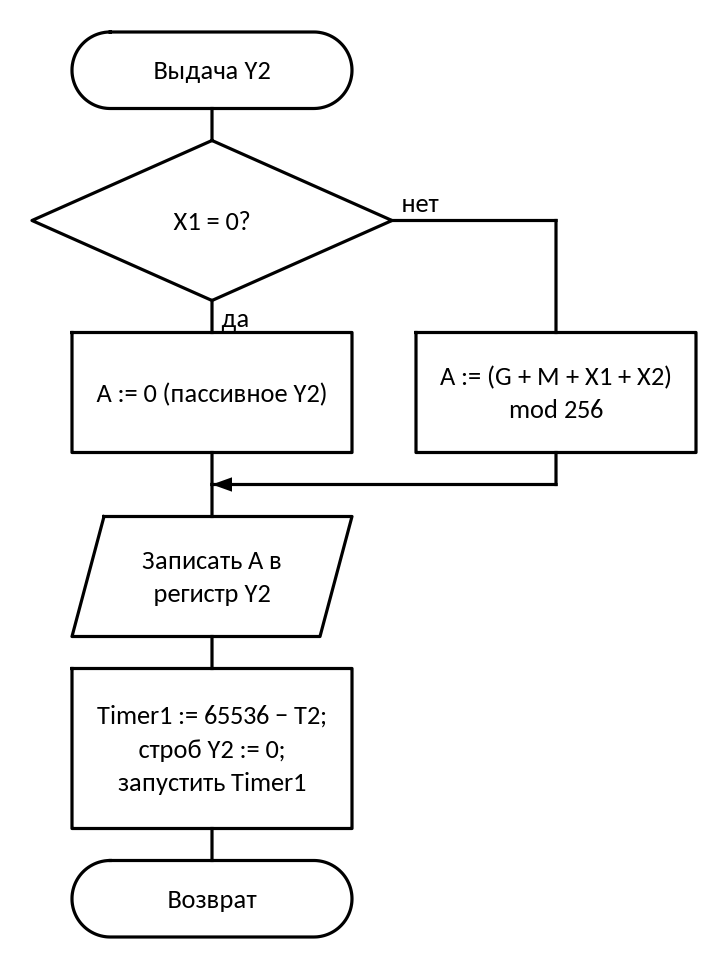 Выдача Y2
X1 = 0?
нет
да
A := 0 (пассивное Y2)
A := (G + M + X1 + X2)
mod 256
Записать A в
регистр Y2
Timer1 := 65536 − T2;
строб Y2 := 0;
запустить Timer1
Возврат